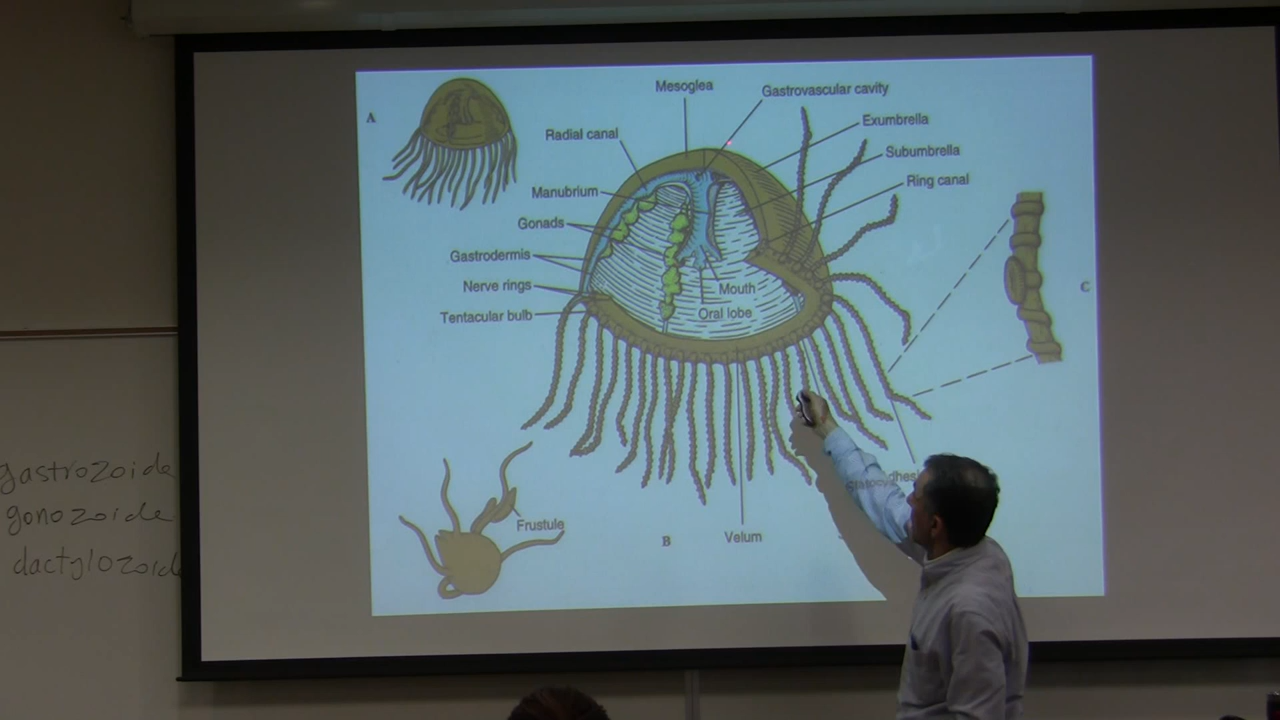 A
Mesoglea
Gastrovascular cavity
Exumbrella
Radial canal
Subumbrella
Ring canal
Manubrium
Gonads
Gastrodermis
Nerve rings
Tentacular bulb
Mouth
Oral lobe
C
Frustule
B
Velum
gastrozoide
gonozoide
dactylozoid